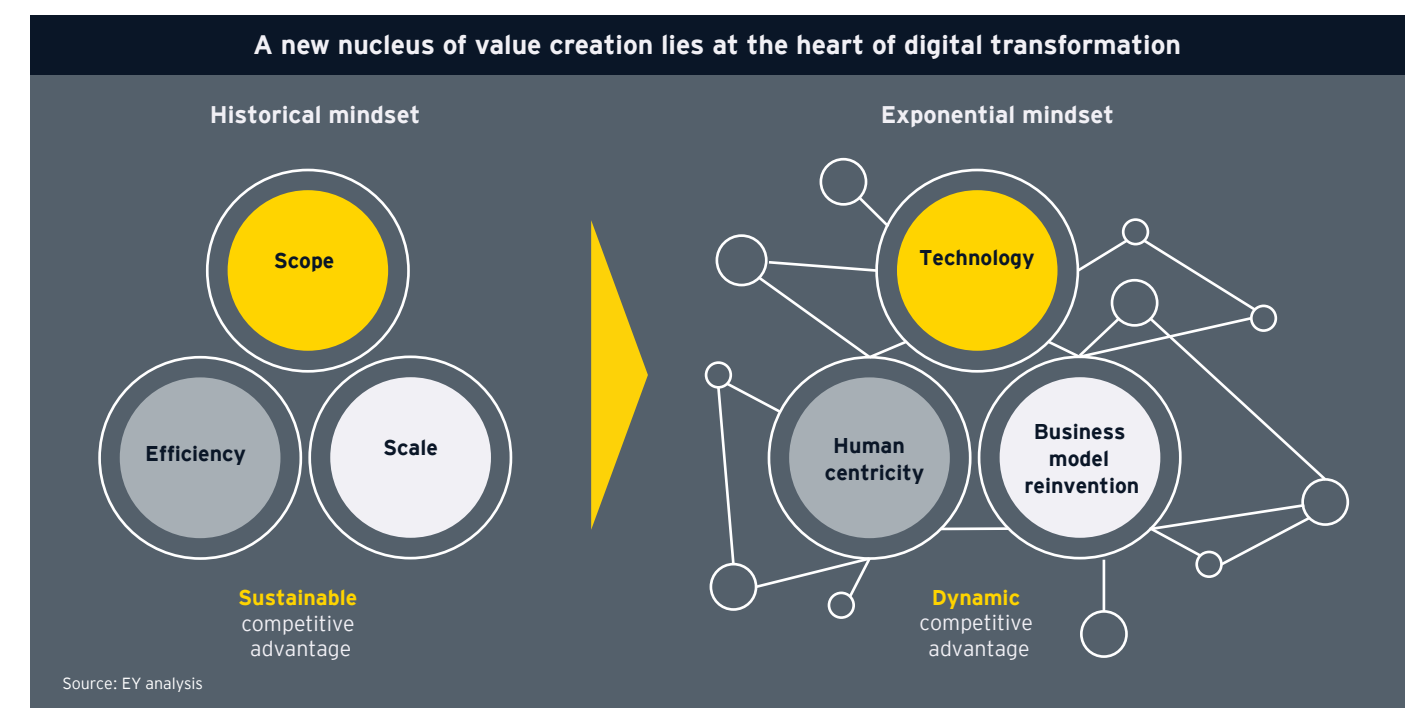 A new nucleus of value creation lies at the heart of digital transformation
Historical mindset
Scope
Efficiency
Scale
Sustainable
competitive
advantage
Exponential mindset
Technology
Human
centricity
Business
model
reinvention
Dynamic
competitive
advantage
Source: EY analysis